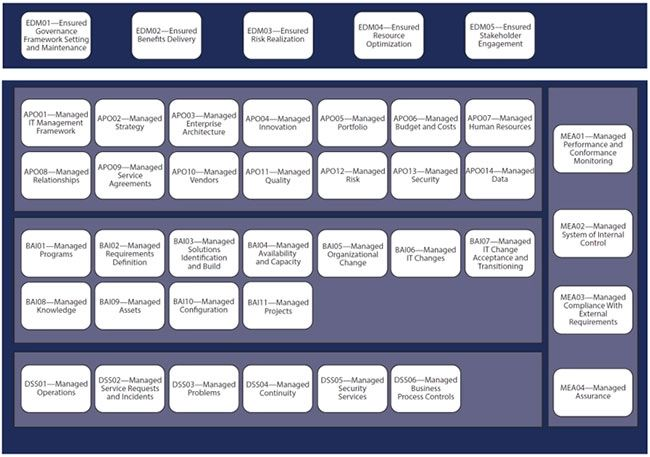 EDM01—Ensured
Governance
Framework Setting
and Maintenance
EDM02—Ensured
Benefits Delivery
EDM03—Ensured
Risk Realization
EDM04—Ensured
Resource
Optimization
EDM05—Ensured
Stakeholder
Engagement
APO01—Managed
IT Management
Framework
APO02—Managed
Strategy
APO03—Managed
Enterprise
Architecture
APO04—Managed
Innovation
APO05—Managed
Portfolio
APO06—Managed
Budget and Costs
APO07—Managed
Human Resources
APO08—Managed
Relationships
APO09—Managed
Service
Agreements
APO10—Managed
Vendors
APO11—Managed
Quality
APO12—Managed
Risk
APO13—Managed
Security
APO014—Managed
Data
BAI01—Managed
Programs
BAI02—Managed
Requirements
Definition
BAI03—Managed
Solutions
Identification
and Build
BAI04—Managed
Availability
and Capacity
BAI05—Managed
Organizational
Change
BAI06—Managed
IT Changes
BAI07—Managed
IT Change
Acceptance and
Transitioning
BAI08—Managed
Knowledge
BAI09—Managed
Assets
BAI10—Managed
Configuration
BAI11—Managed
Projects
DSS01—Managed
Operations
DSS02—Managed
Service Requests
and Incidents
DSS03—Managed
Problems
DSS04—Managed
Continuity
DSS05—Managed
Security
Services
DSS06—Managed
Business
Process Controls
MEA01—Managed
Performance and
Conformance
Monitoring
MEA02—Managed
System of Internal
Control
MEA03—Managed
Compliance With
External
Requirements
MEA04—Managed
Assurance